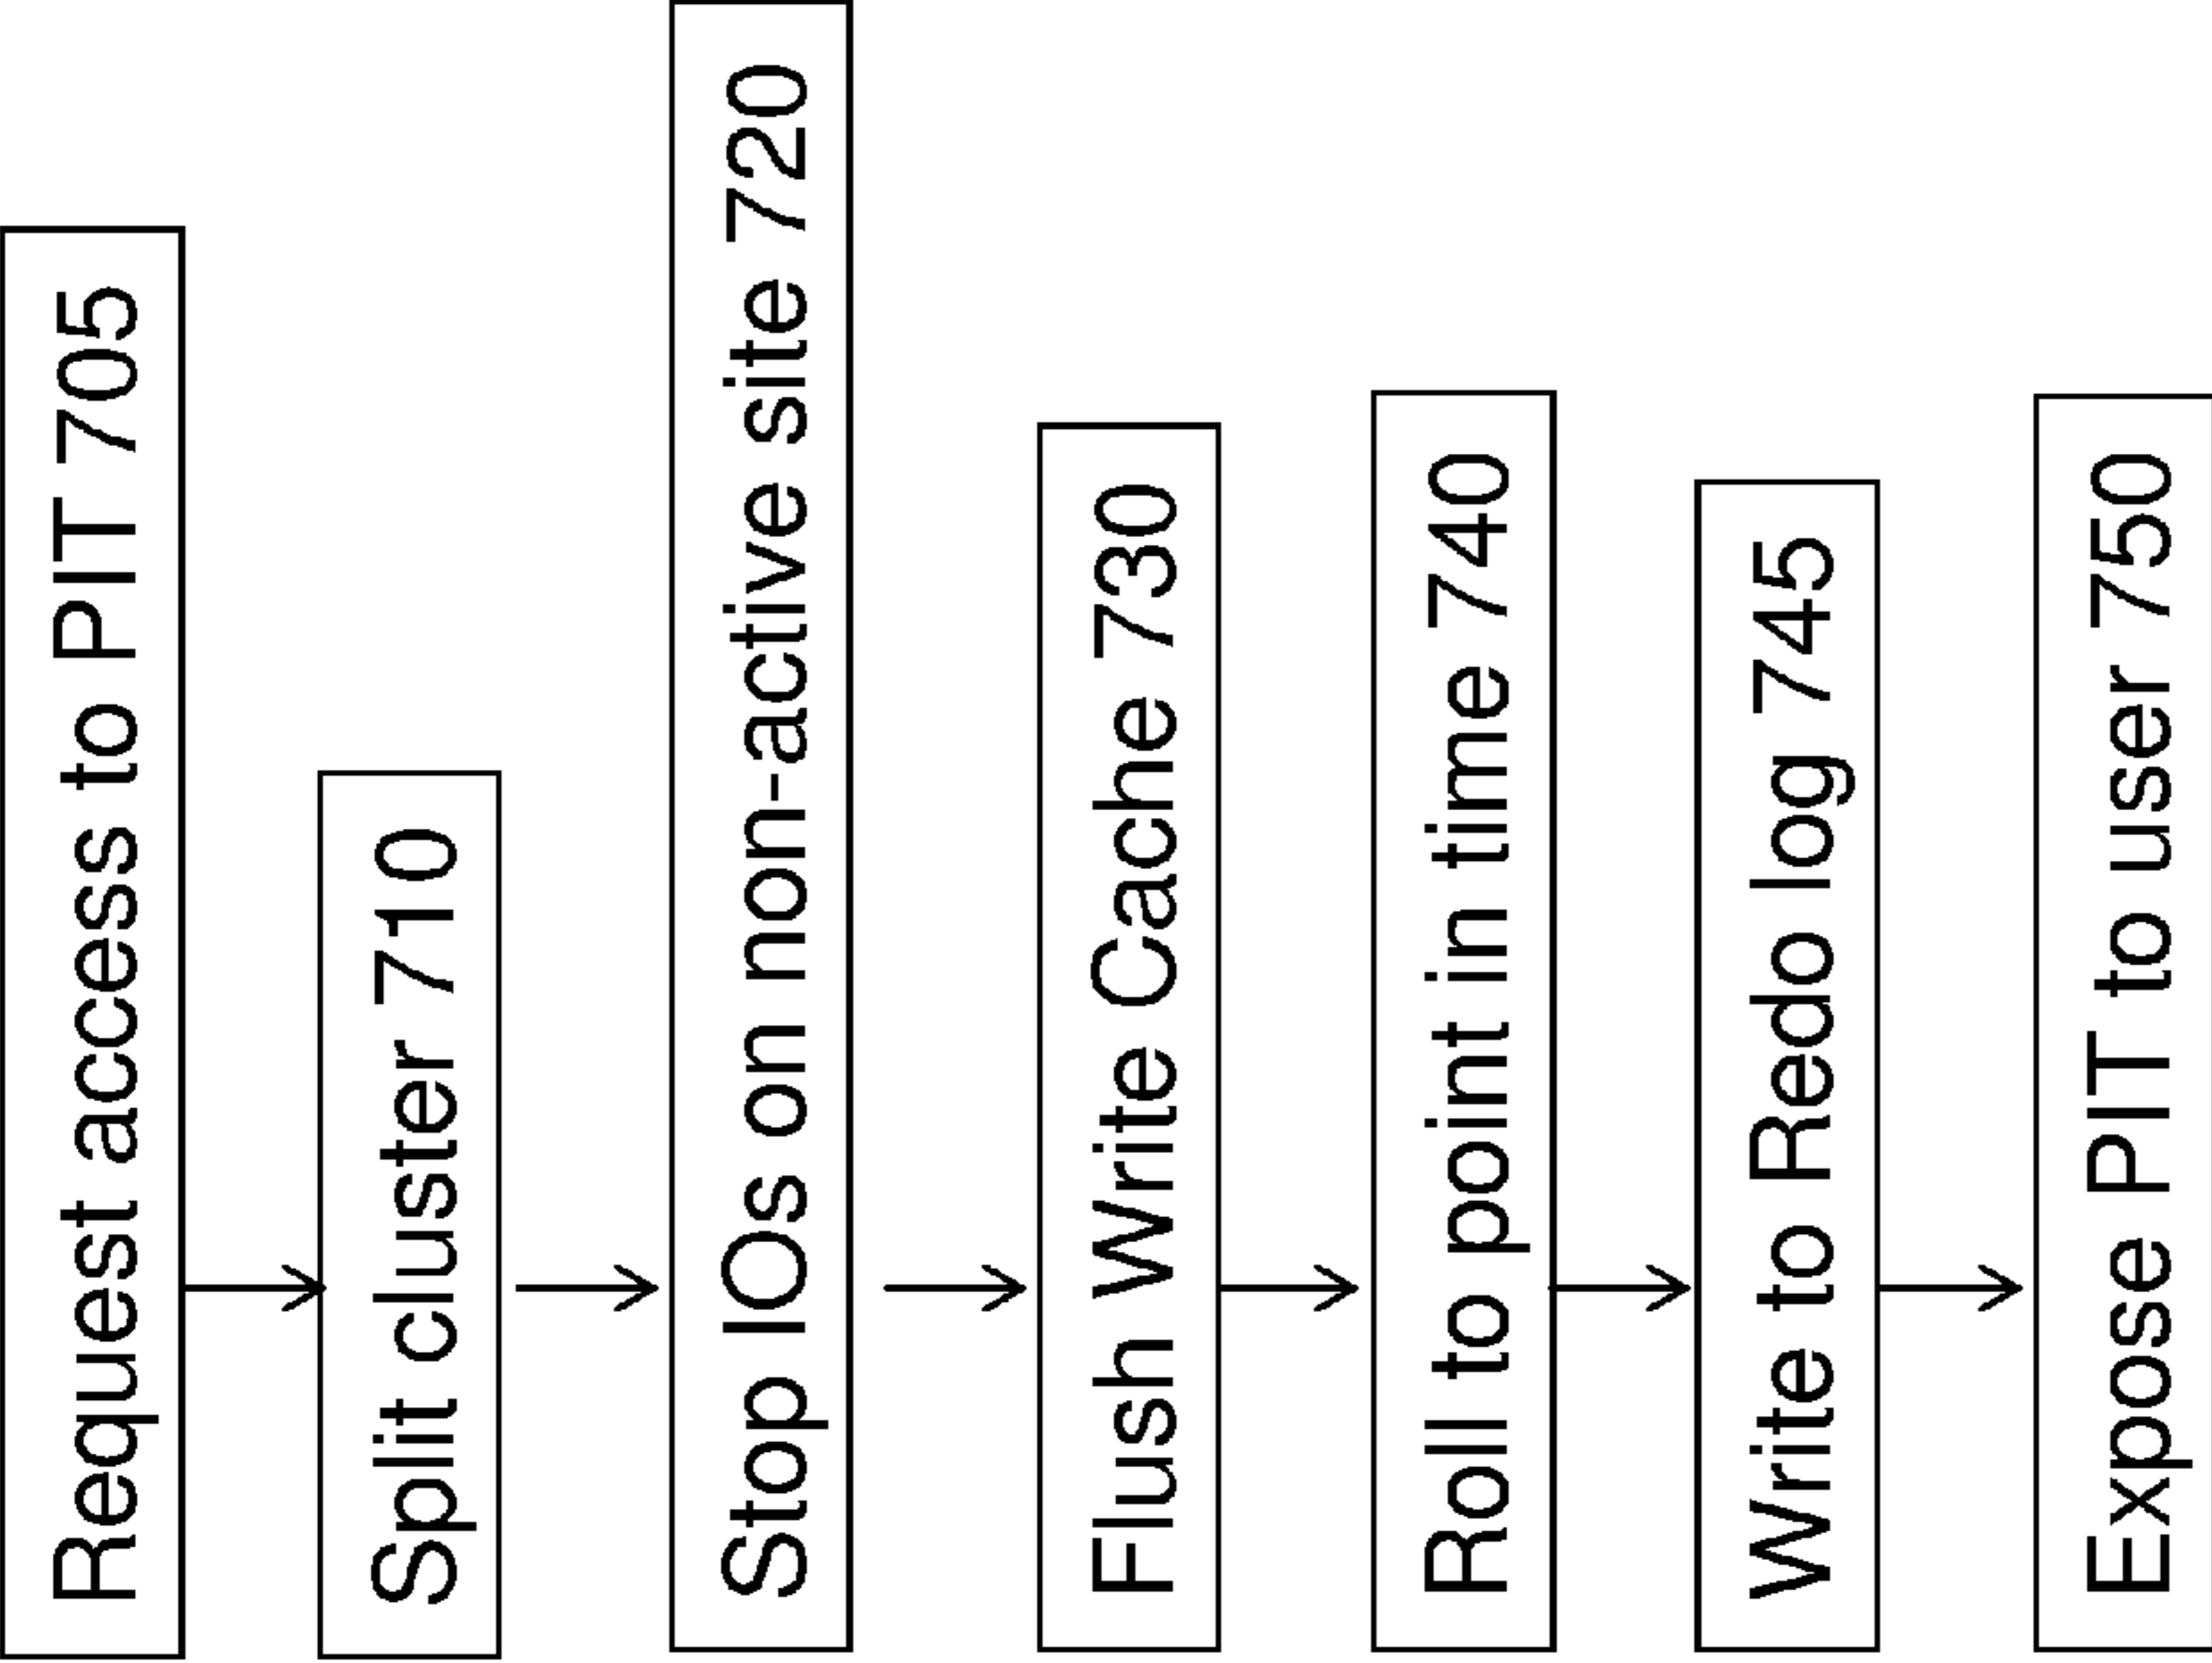 Request access to PIT 705
Split cluster 710
Stop IOs on non-active site 720
Flush Write Cache 730
Roll to point in time 740
Write to Redo log 745
Expose PIT to user 750